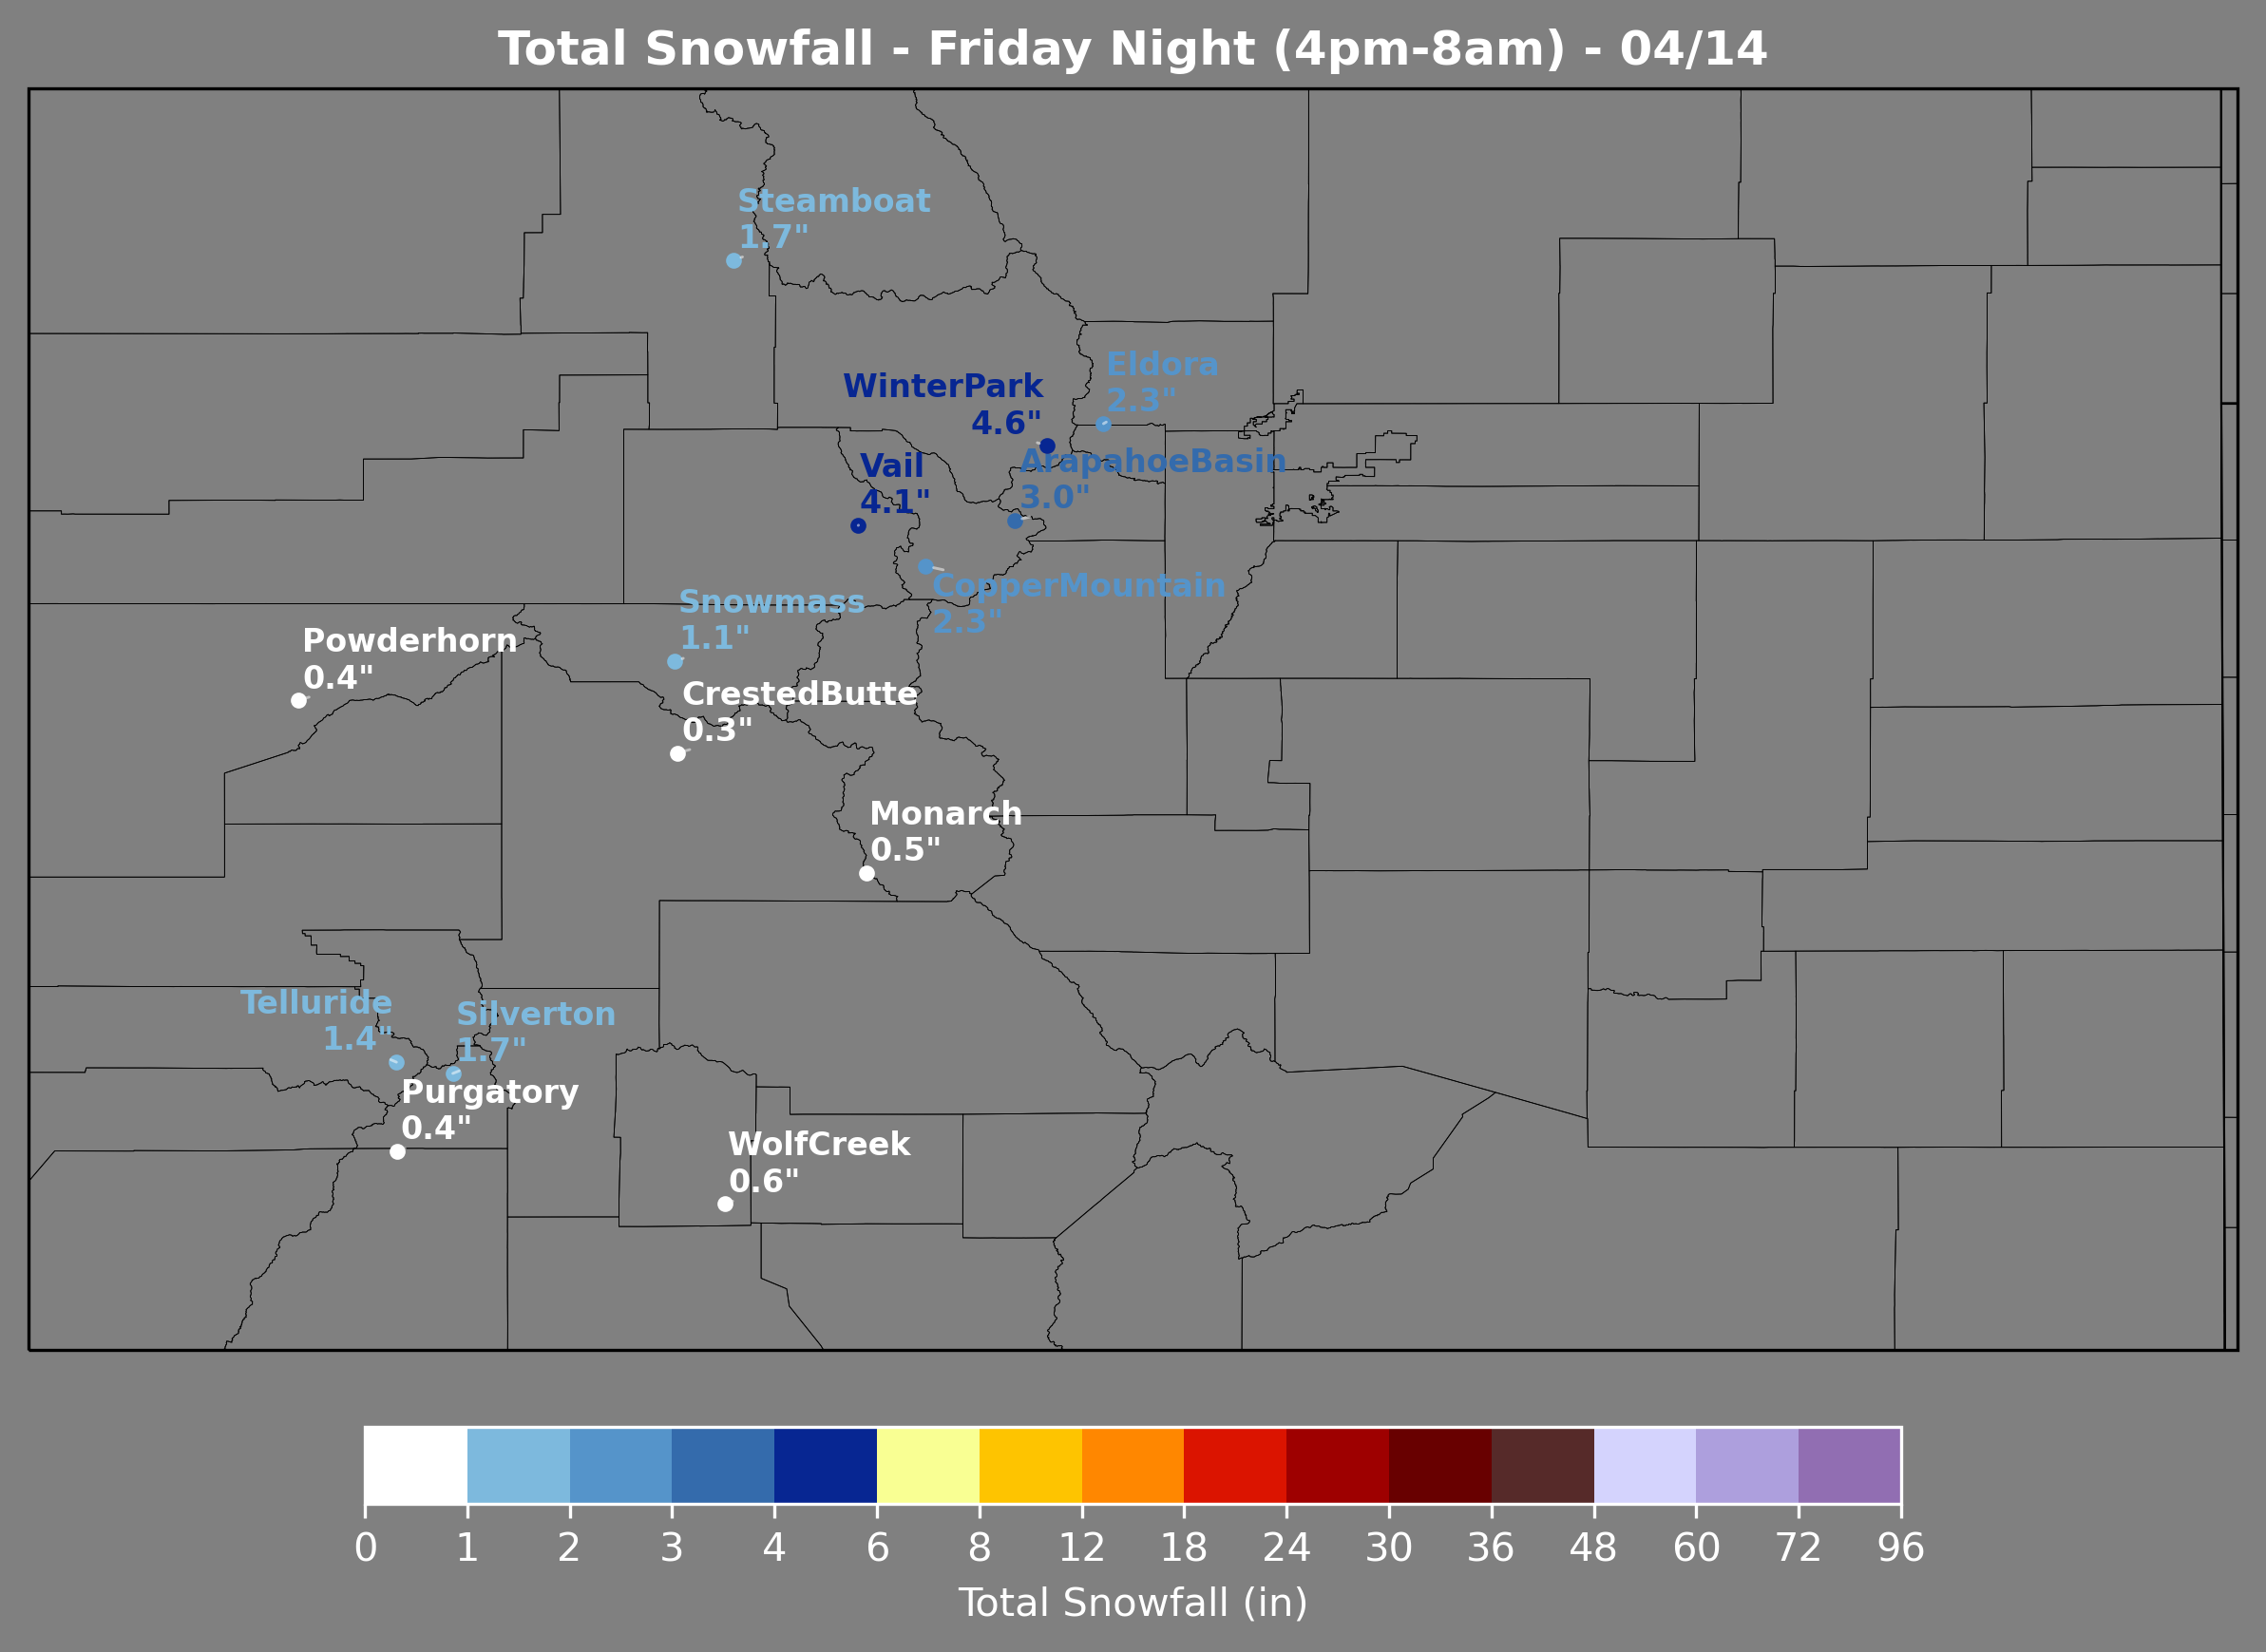 Total Snowfall - Friday Night (4pm-8am) - 04/14
Steamboat
1.7"
Eldora
2.3"
WinterPark
4.6"
ArapahoeBasin
3.0"
Vail
4.1"
CopperMountain
2.3"
Snowmass
1.1"
Powderhorn
0.4"
CrestedButte
0.3"
Monarch
0.5"
Telluride
1.4"
Silverton
1.7"
Purgatory
0.4"
WolfCreek
0.6"
0 1 2 3 4 6 8 12 18 24 30 36 48 60 72 96
Total Snowfall (in)